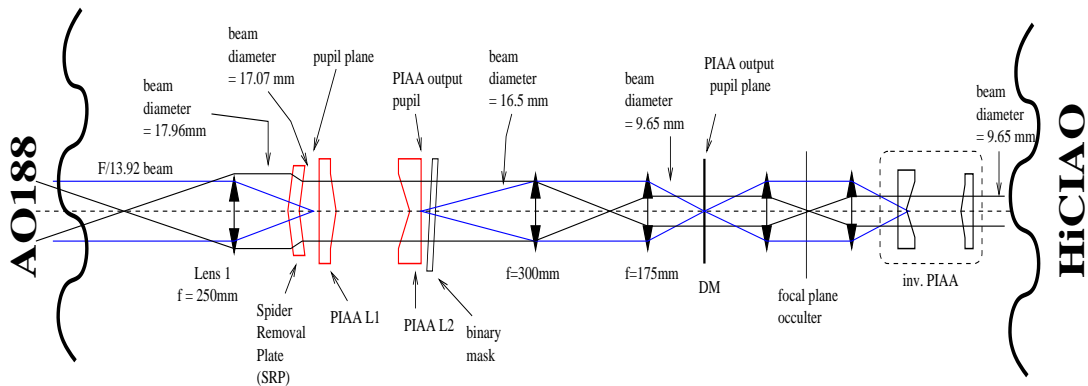 AO188
F/13.92 beam
beam
diameter
= 17.96mm
beam
diameter
= 17.07 mm
pupil plane
PIAA output
pupil
beam
diameter
= 16.5 mm
beam
diameter
= 9.65 mm
PIAA output
pupil plane
beam
diameter
= 9.65 mm
HiCIAO
Lens 1
f = 250mm
Spider
Removal
Plate
(SRP)
PIAA L1
PIAA L2
binary
mask
f=300mm
f=175mm
DM
focal plane
occulter
inv. PIAA